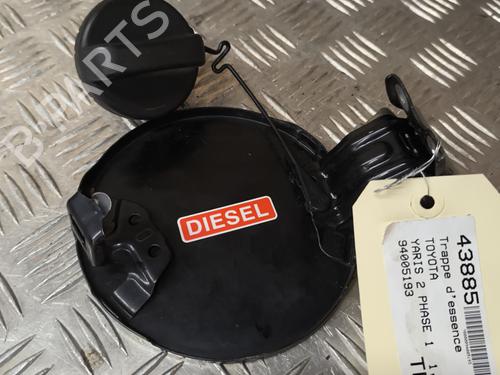 B-PARTS
DIESEL
43885
Trappe d'essence
TOYOTA
YARIS 2 PHASE 1
94005193